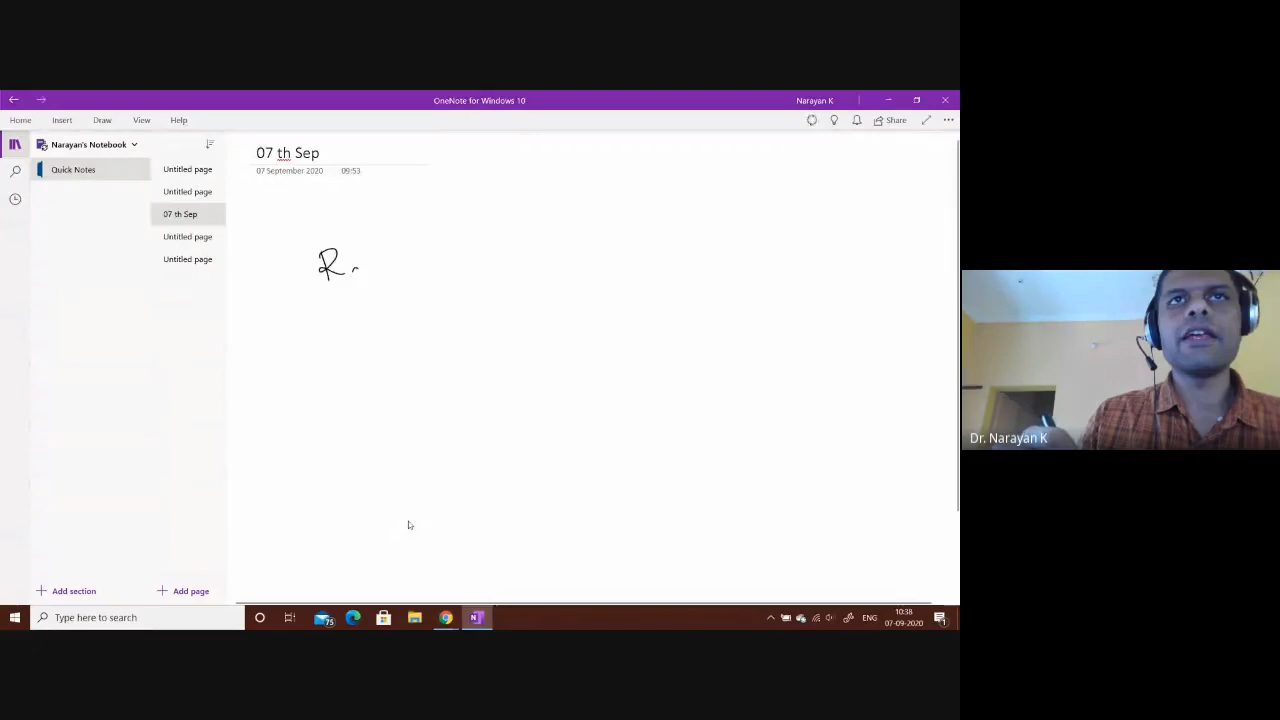 OneNote for Windows 10
Narayan K
Home Insert Draw View Help
Share
Narayan's Notebook
Quick Notes
Untitled page
Untitled page
07 th Sep
Untitled page
Untitled page
07 th Sep
07 September 2020 09:53
R
Dr. Narayan K
Add section
Add page
Type here to search
75
ENG
10:38
07-09-2020
1